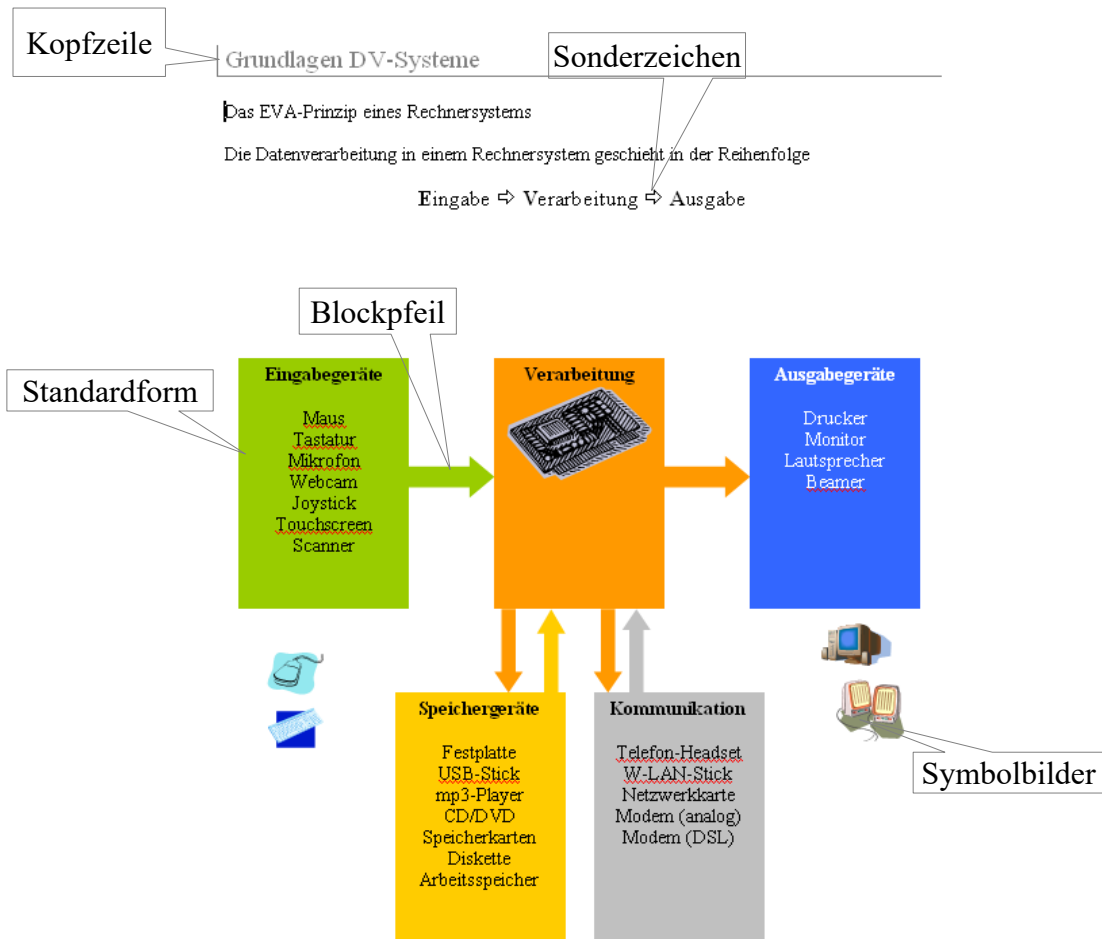 Kopfzeile
Grundlagen DV-Systeme
Sonderzeichen
Das EVA-Prinzip eines Rechnersystems
Die Datenverarbeitung in einem Rechnersystem geschieht in der Reihenfolge
Eingabe ⇨ Verarbeitung ⇨ Ausgabe
Blockpfeil
Standardform
Eingabegeräte
Maus
Tastatur
Mikrofon
Webcam
Joystick
Touchscreen
Scanner
Verarbeitung
Ausgabegeräte
Drucker
Monitor
Lautsprecher
Beamer
Speichergeräte
Festplatte
USB-Stick
mp3-Player
CD/DVD
Speicherkarten
Diskette
Arbeitsspeicher
Kommunikation
Telefon-Headset
W-LAN-Stick
Netzwerkkarte
Modem (analog)
Modem (DSL)
Symbolbilder